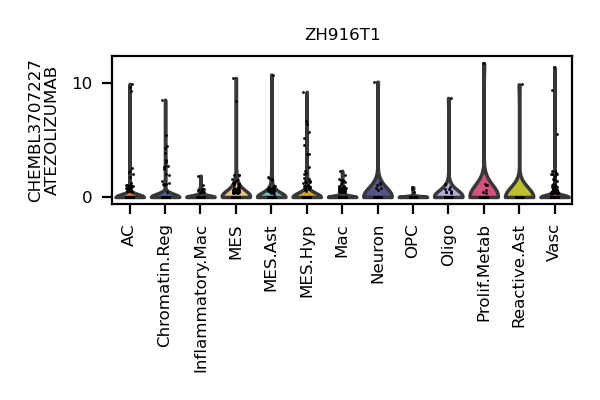 ZH916T1
CHEMBL3707227
ATEZOLIZUMAB
10
0
AC
Chromatin.Reg
Inflammatory.Mac
MES
MES.Ast
MES.Hyp
Mac
Neuron
OPC
Oligo
Prolif.Metab
Reactive.Ast
Vasc